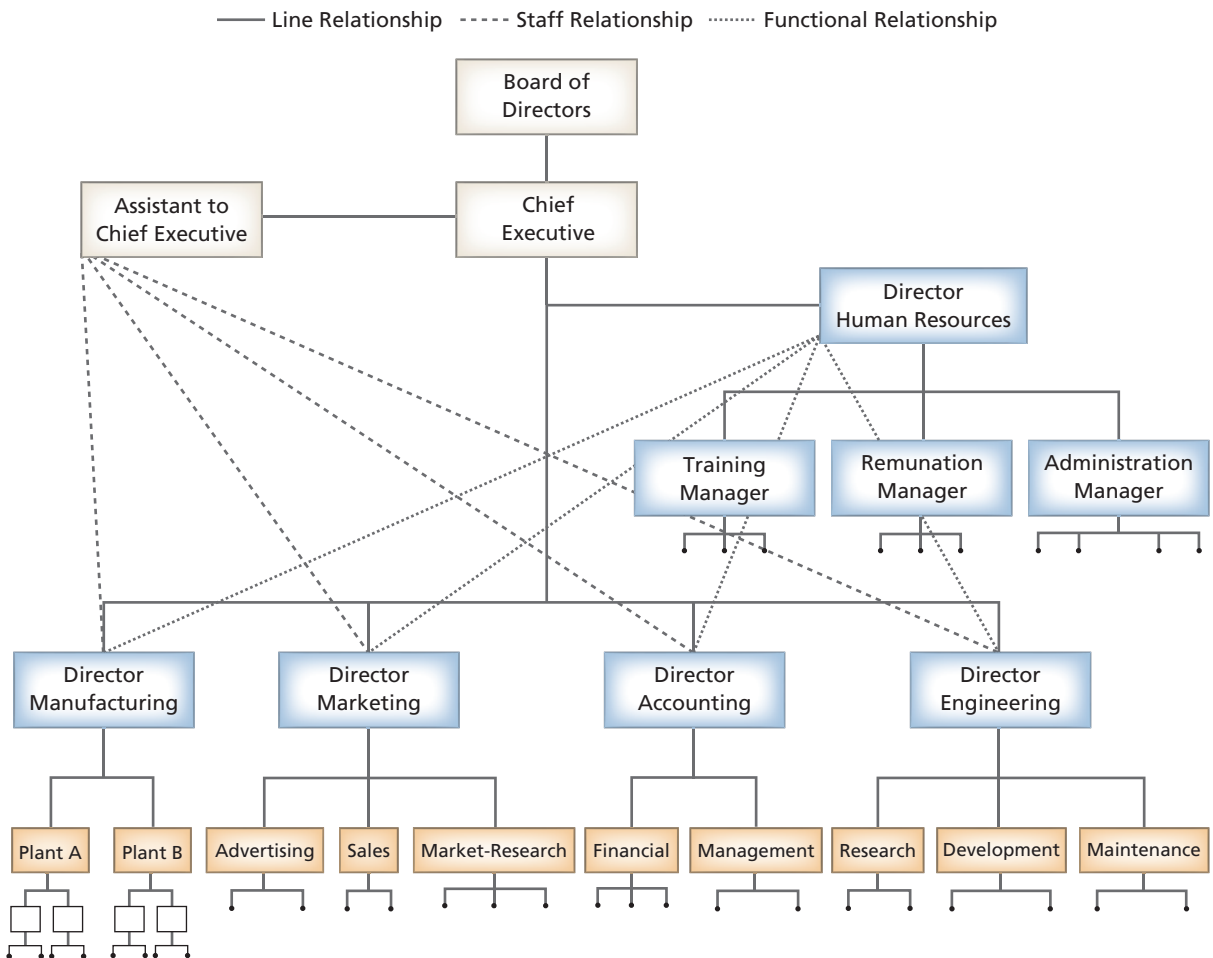 Line Relationship
Staff Relationship
Functional Relationship
Board of
Directors
Assistant to
Chief Executive
Chief
Executive
Director
Human Resources
Training
Manager
Remunation
Manager
Administration
Manager
Director
Manufacturing
Director
Marketing
Director
Accounting
Director
Engineering
Plant A
Plant B
Advertising
Sales
Market-Research
Financial
Management
Research
Development
Maintenance